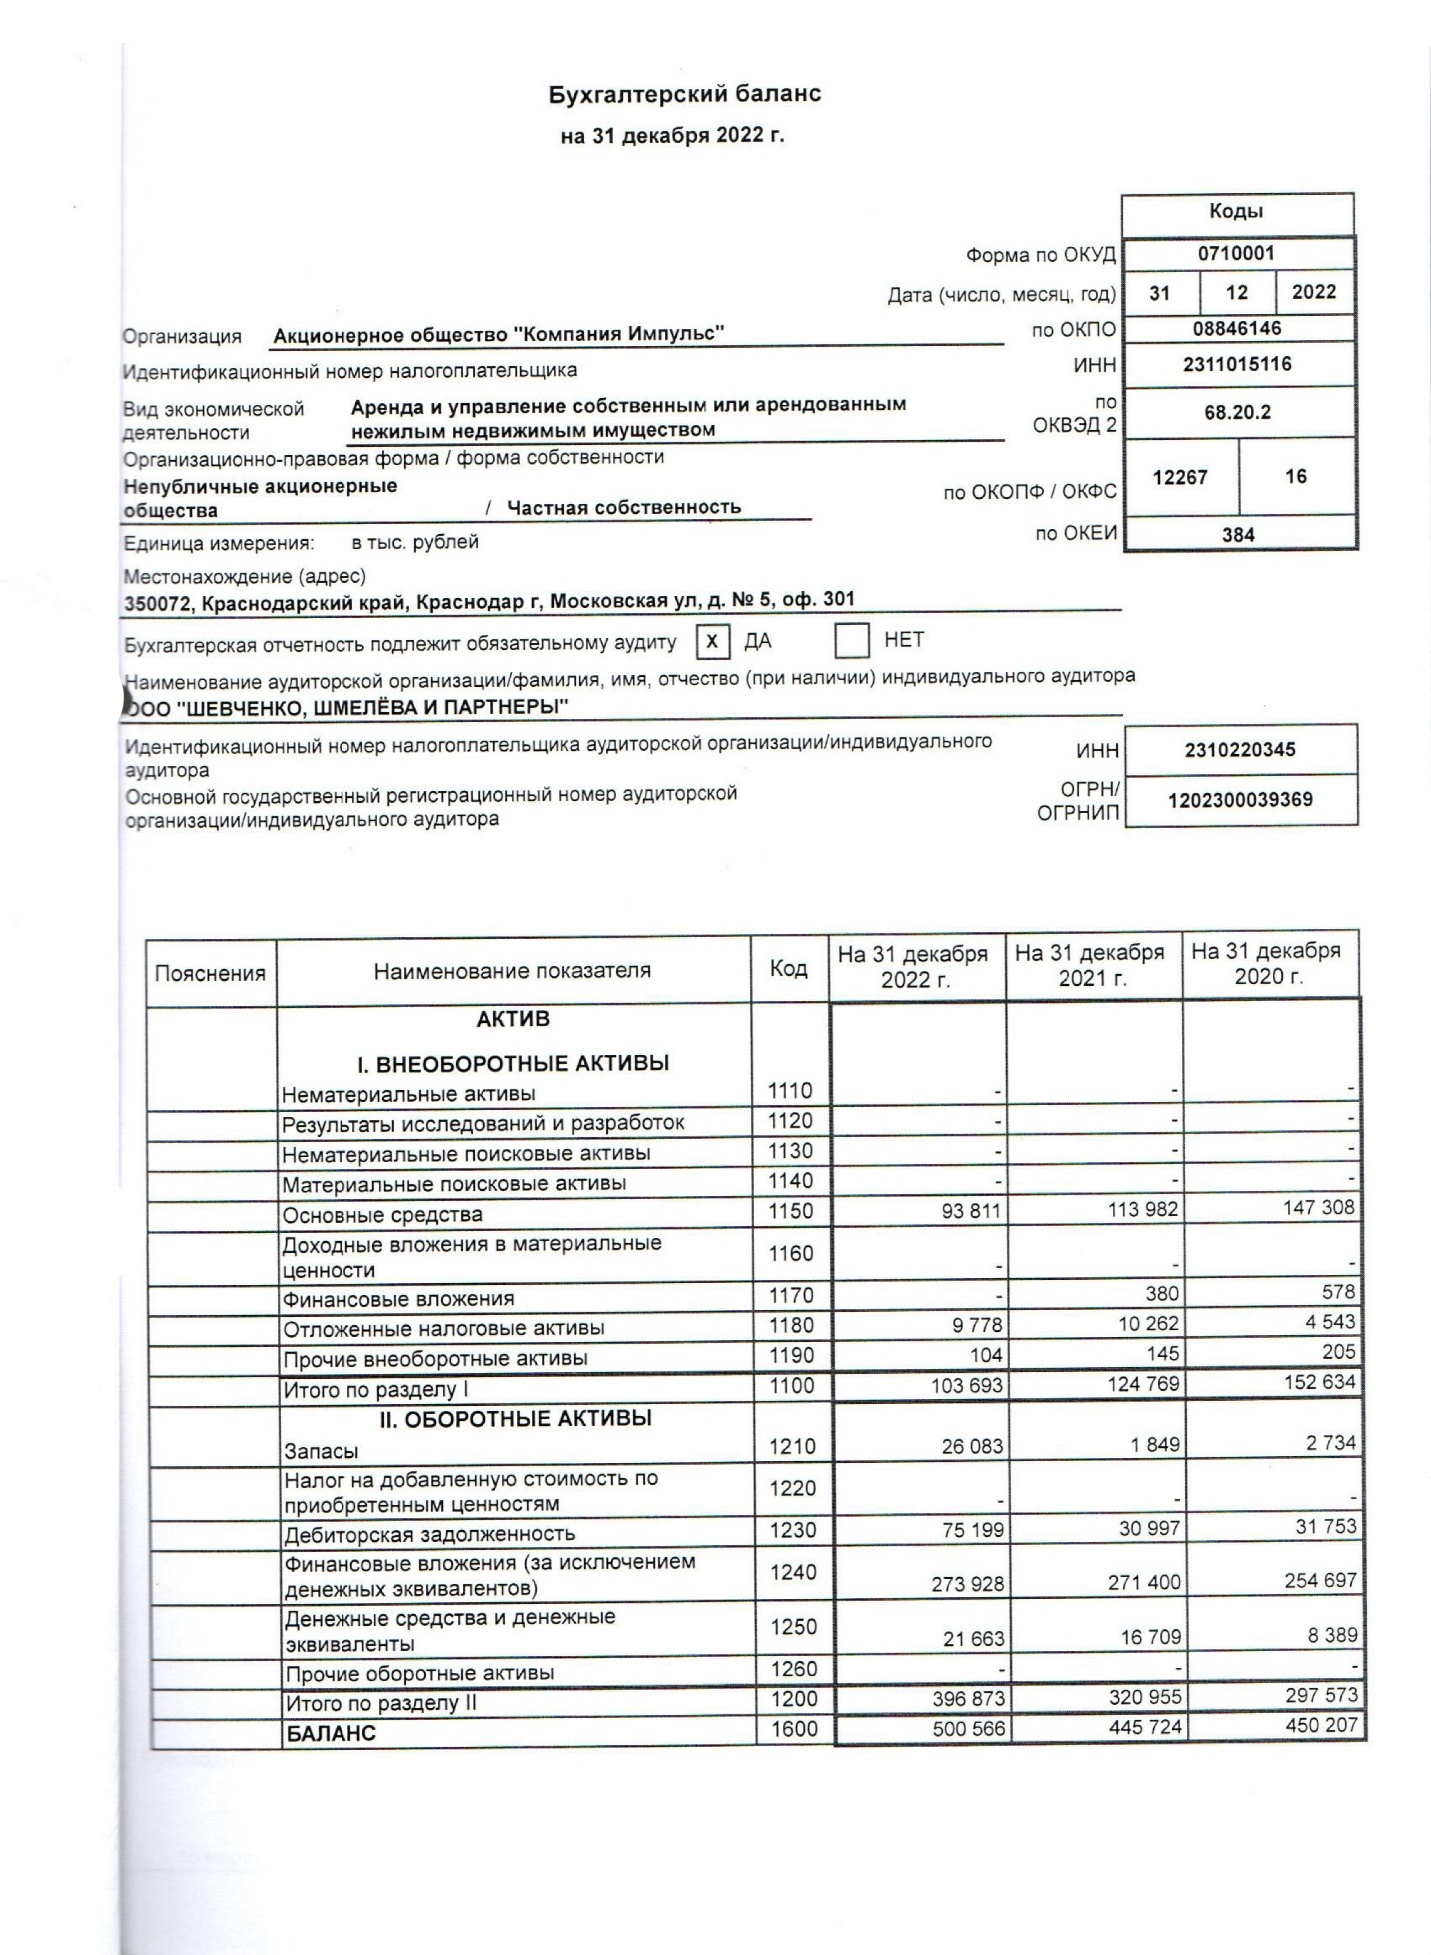 Бухгалтерский баланс
на 31 декабря 2022 г.
Коды
Форма по ОКУД 0710001
Дата (число, месяц, год) 31 12 2022
Организация Акционерное общество "Компания Импульс" по ОКПО 08846146
Идентификационный номер налогоплательщика ИНН 2311015116
Вид экономической деятельности Аренда и управление собственным или арендованным нежилым недвижимым имуществом по ОКВЭД 2 68.20.2
Организационно-правовая форма / форма собственности
Непубличные акционерные общества / Частная собственность по ОКОПФ / ОКФС 12267 16
Единица измерения: в тыс. рублей по ОКЕИ 384
Местонахождение (адрес)
350072, Краснодарский край, Краснодар г, Московская ул, д. № 5, оф. 301
Бухгалтерская отчетность подлежит обязательному аудиту X ДА НЕТ
Наименование аудиторской организации/фамилия, имя, отчество (при наличии) индивидуального аудитора
ООО "ШЕВЧЕНКО, ШМЕЛЁВА И ПАРТНЕРЫ"
Идентификационный номер налогоплательщика аудиторской организации/индивидуального аудитора ИНН 2310220345
Основной государственный регистрационный номер аудиторской организации/индивидуального аудитора ОГРН/ ОГРНИП 1202300039369
Пояснения Наименование показателя Код На 31 декабря 2022 г. На 31 декабря 2021 г. На 31 декабря 2020 г.
АКТИВ
I. ВНЕОБОРОТНЫЕ АКТИВЫ
Нематериальные активы 1110 - - -
Результаты исследований и разработок 1120 - - -
Нематериальные поисковые активы 1130 - - -
Материальные поисковые активы 1140 - - -
Основные средства 1150 93 811 113 982 147 308
Доходные вложения в материальные ценности 1160 - - -
Финансовые вложения 1170 - 380 578
Отложенные налоговые активы 1180 9 778 10 262 4 543
Прочие внеоборотные активы 1190 104 145 205
Итого по разделу I 1100 103 693 124 769 152 634
II. ОБОРОТНЫЕ АКТИВЫ
Запасы 1210 26 083 1 849 2 734
Налог на добавленную стоимость по приобретенным ценностям 1220 - - -
Дебиторская задолженность 1230 75 199 30 997 31 753
Финансовые вложения (за исключением денежных эквивалентов) 1240 273 928 271 400 254 697
Денежные средства и денежные эквиваленты 1250 21 663 16 709 8 389
Прочие оборотные активы 1260 - - -
Итого по разделу II 1200 396 873 320 955 297 573
БАЛАНС 1600 500 566 445 724 450 207